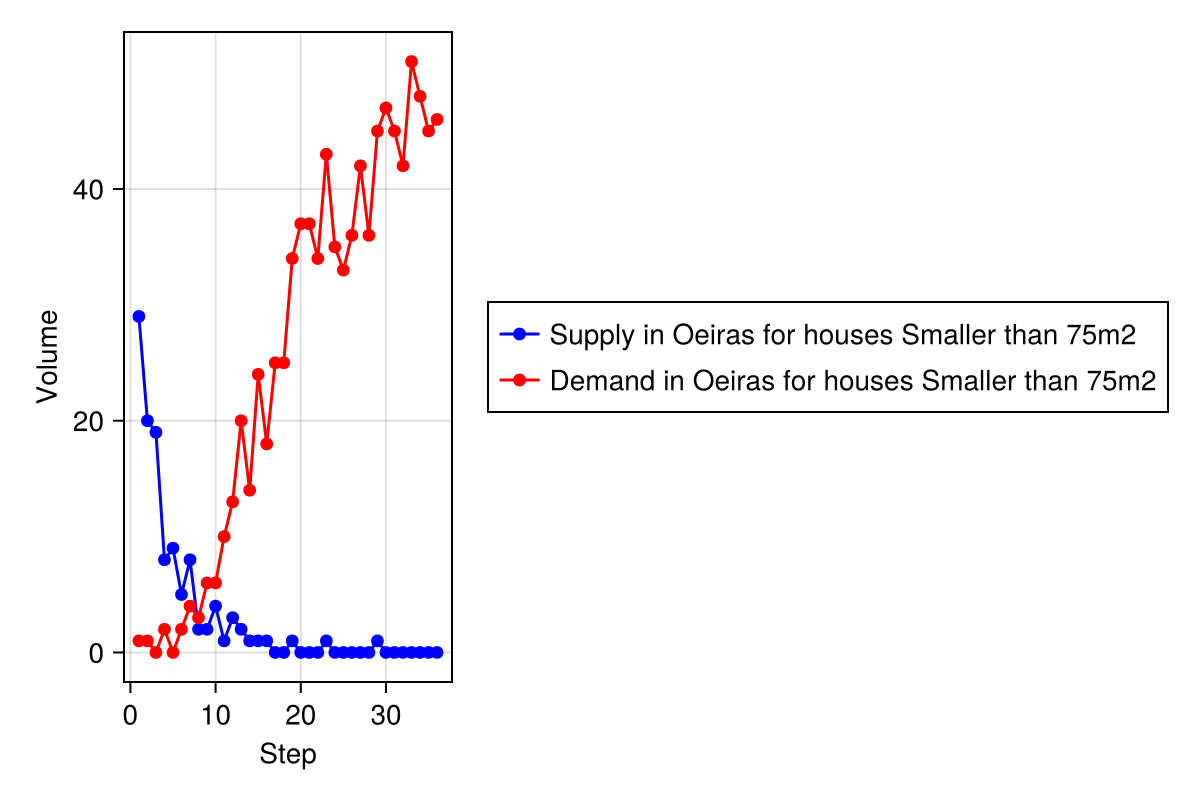 40
20
0
Volume
0 10 20 30
Step
Supply in Oeiras for houses Smaller than 75m2
Demand in Oeiras for houses Smaller than 75m2